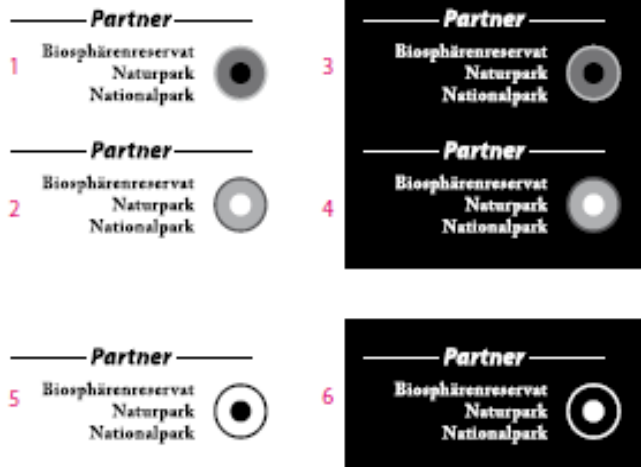 Partner
1
Biosphärenreservat
Naturpark
Nationalpark
Partner
3
Biosphärenreservat
Naturpark
Nationalpark
Partner
2
Biosphärenreservat
Naturpark
Nationalpark
Partner
4
Biosphärenreservat
Naturpark
Nationalpark
Partner
5
Biosphärenreservat
Naturpark
Nationalpark
Partner
6
Biosphärenreservat
Naturpark
Nationalpark